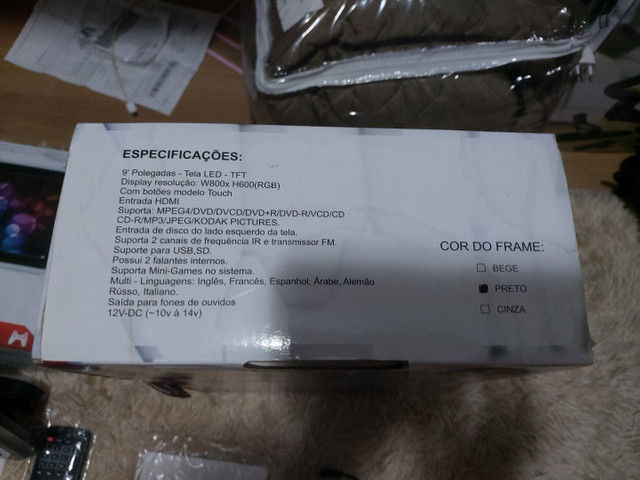 ESPECIFICAÇÕES:
9' Polegadas - Tela LED - TFT
Display resolução: W800x H600(RGB)
Com botões modelo Touch
Entrada HDMI
Suporta: MPEG4/DVD/DVCD/DVD+R/DVD-R/VCD/CD
CD-R/MP3/JPEG/KODAK PICTURES.
Entrada de disco do lado esquerdo da tela.
Suporta 2 canais de frequência IR e transmissor FM.
Suporte para USB,SD.
Possui 2 falantes internos.
Suporta Mini-Games no sistema.
Multi - Linguagens: Inglês, Francês, Espanhol, Árabe, Alemão
Rússo, Italiano.
Saída para fones de ouvidos
12V-DC (~10v à 14v)
COR DO FRAME:
BEGE
PRETO
CINZA